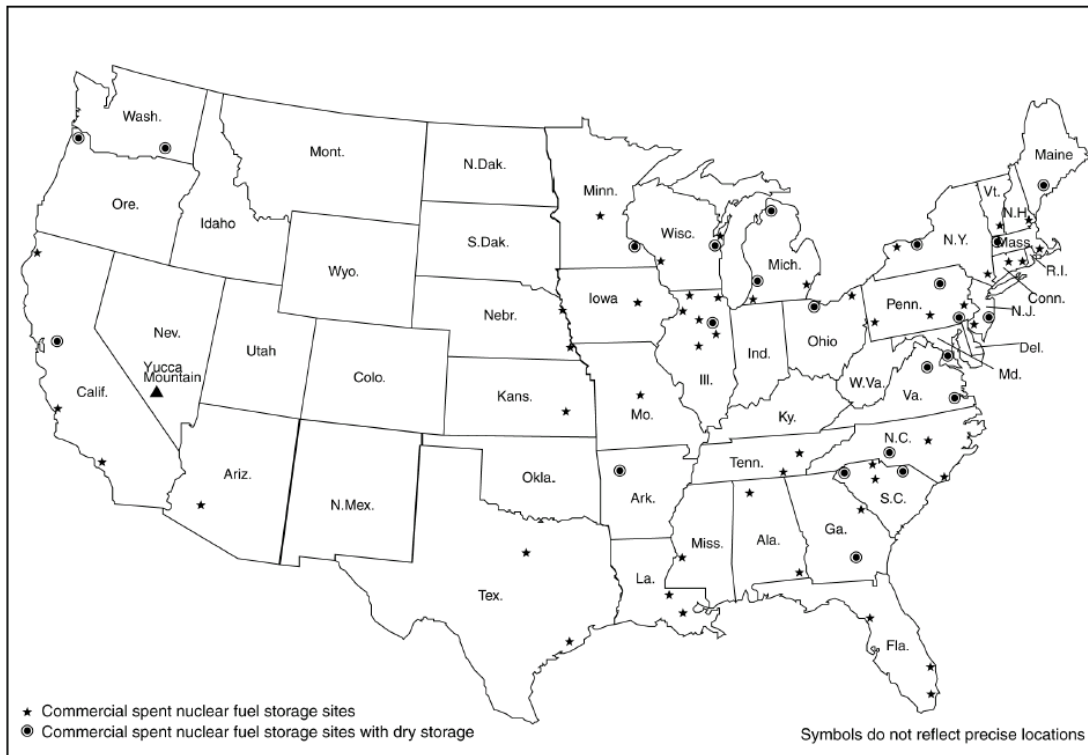 Wash.
Mont.
N.Dak.
Minn.
Maine
Vt.
N.H.
Ore.
Idaho
S.Dak.
Wisc.
Mich.
N.Y.
Mass.
R.I.
Conn.
Wyo.
Nebr.
Iowa
Penn.
N.J.
Nev.
Utah
Ill.
Ind.
Ohio
Del.
Md.
Yucca
Mountain
Calif.
Colo.
Kans.
Mo.
W.Va.
Va.
Ky.
N.C.
Tenn.
Ariz.
N.Mex.
Okla.
Ark.
S.C.
Miss.
Ala.
Ga.
Tex.
La.
Fla.
Commercial spent nuclear fuel storage sites
Commercial spent nuclear fuel storage sites with dry storage
Symbols do not reflect precise locations